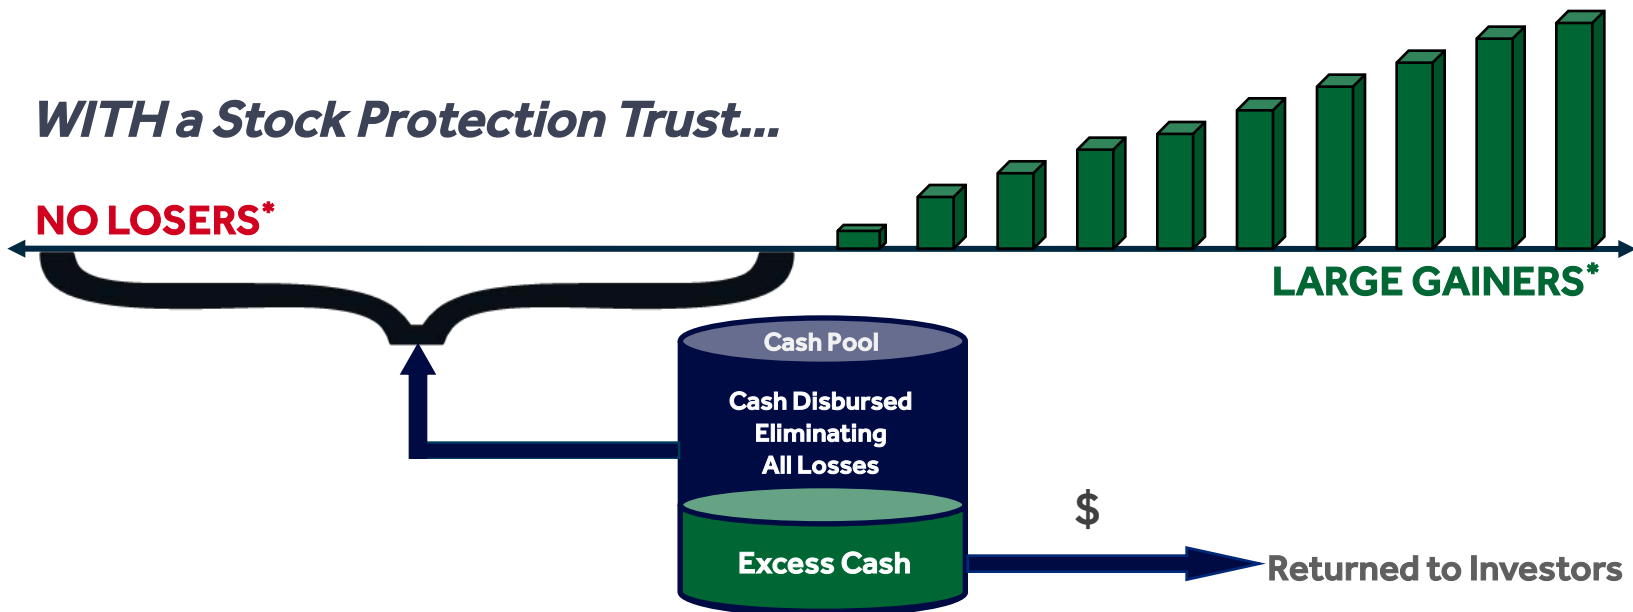 WITH a Stock Protection Trust...
NO LOSERS*
LARGE GAINERS*
Cash Pool
Cash Disbursed
Eliminating
All Losses
$
Excess Cash
Returned to Investors